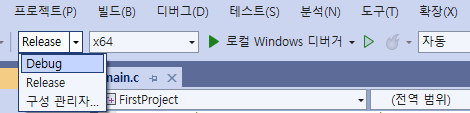 프로젝트(P) 빌드(B) 디버그(D) 테스트(S) 분석(N) 도구(T) 확장(X)
Release x64 로컬 Windows 디버거 자동
Debug
main.c
Release
구성 관리자...
FirstProject (전역 범위)